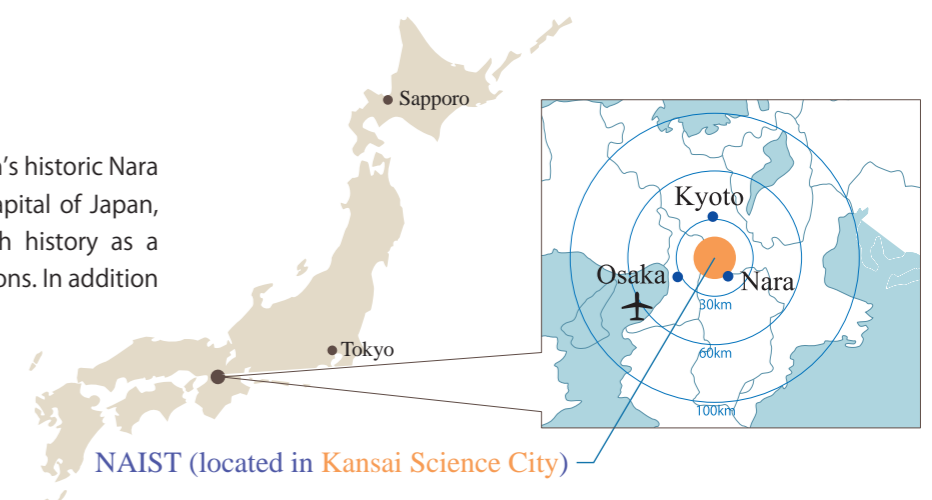 Sapporo
's historic Nara
apital of Japan,
h history as a
ons. In addition
Kyoto
Osaka
Nara
30km
Tokyo
60km
100km
NAIST (located in Kansai Science City)